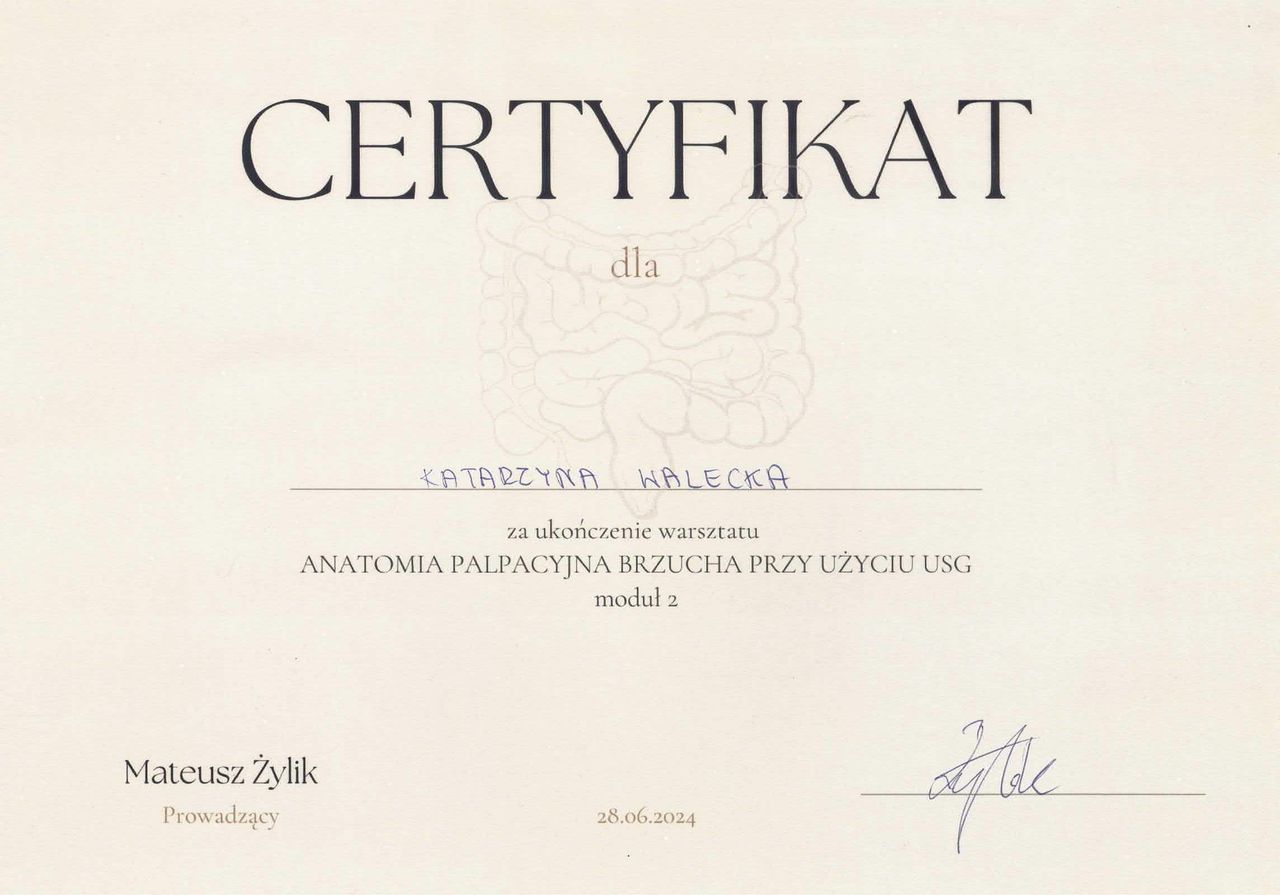 CERTYFIKAT
dla
KATARZYNA WALECKA
za ukończenie warsztatu
ANATOMIA PALPACYJNA BRZUCHA PRZY UŻYCIU USG
moduł 2
Mateusz Żylik
Prowadzący
28.06.2024